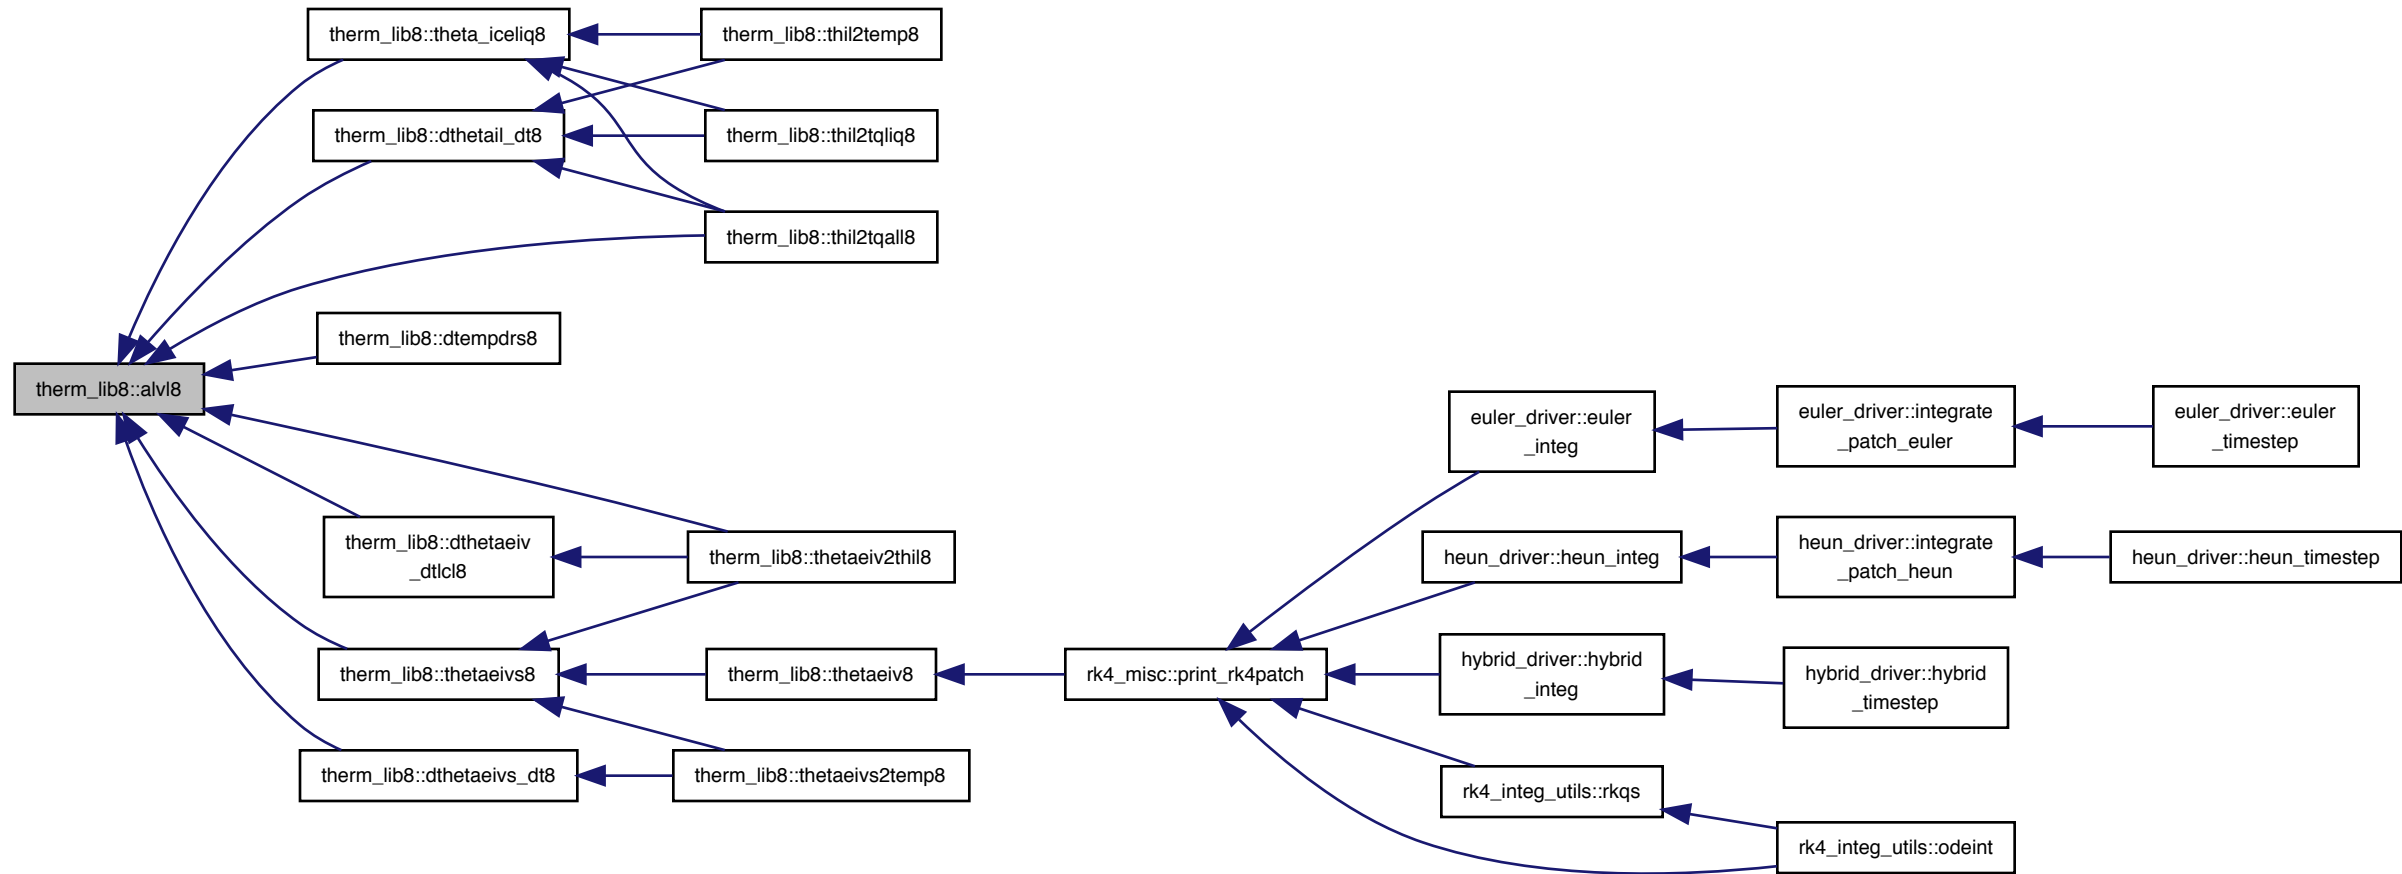 therm_lib8::theta_iceliq8
therm_lib8::thil2temp8
therm_lib8::dthetail_dt8
therm_lib8::thil2tqliq8
therm_lib8::thil2tqall8
therm_lib8::dtempdrs8
therm_lib8::alvl8
euler_driver::euler
_integ
euler_driver::integrate
_patch_euler
euler_driver::euler
_timestep
therm_lib8::dthetaeiv
_dtlcl8
therm_lib8::thetaeiv2thil8
heun_driver::heun_integ
heun_driver::integrate
_patch_heun
heun_driver::heun_timestep
therm_lib8::thetaeivs8
therm_lib8::thetaeiv8
rk4_misc::print_rk4patch
hybrid_driver::hybrid
_integ
hybrid_driver::hybrid
_timestep
therm_lib8::dthetaeivs_dt8
therm_lib8::thetaeivs2temp8
rk4_integ_utils::rkqs
rk4_integ_utils::odeint